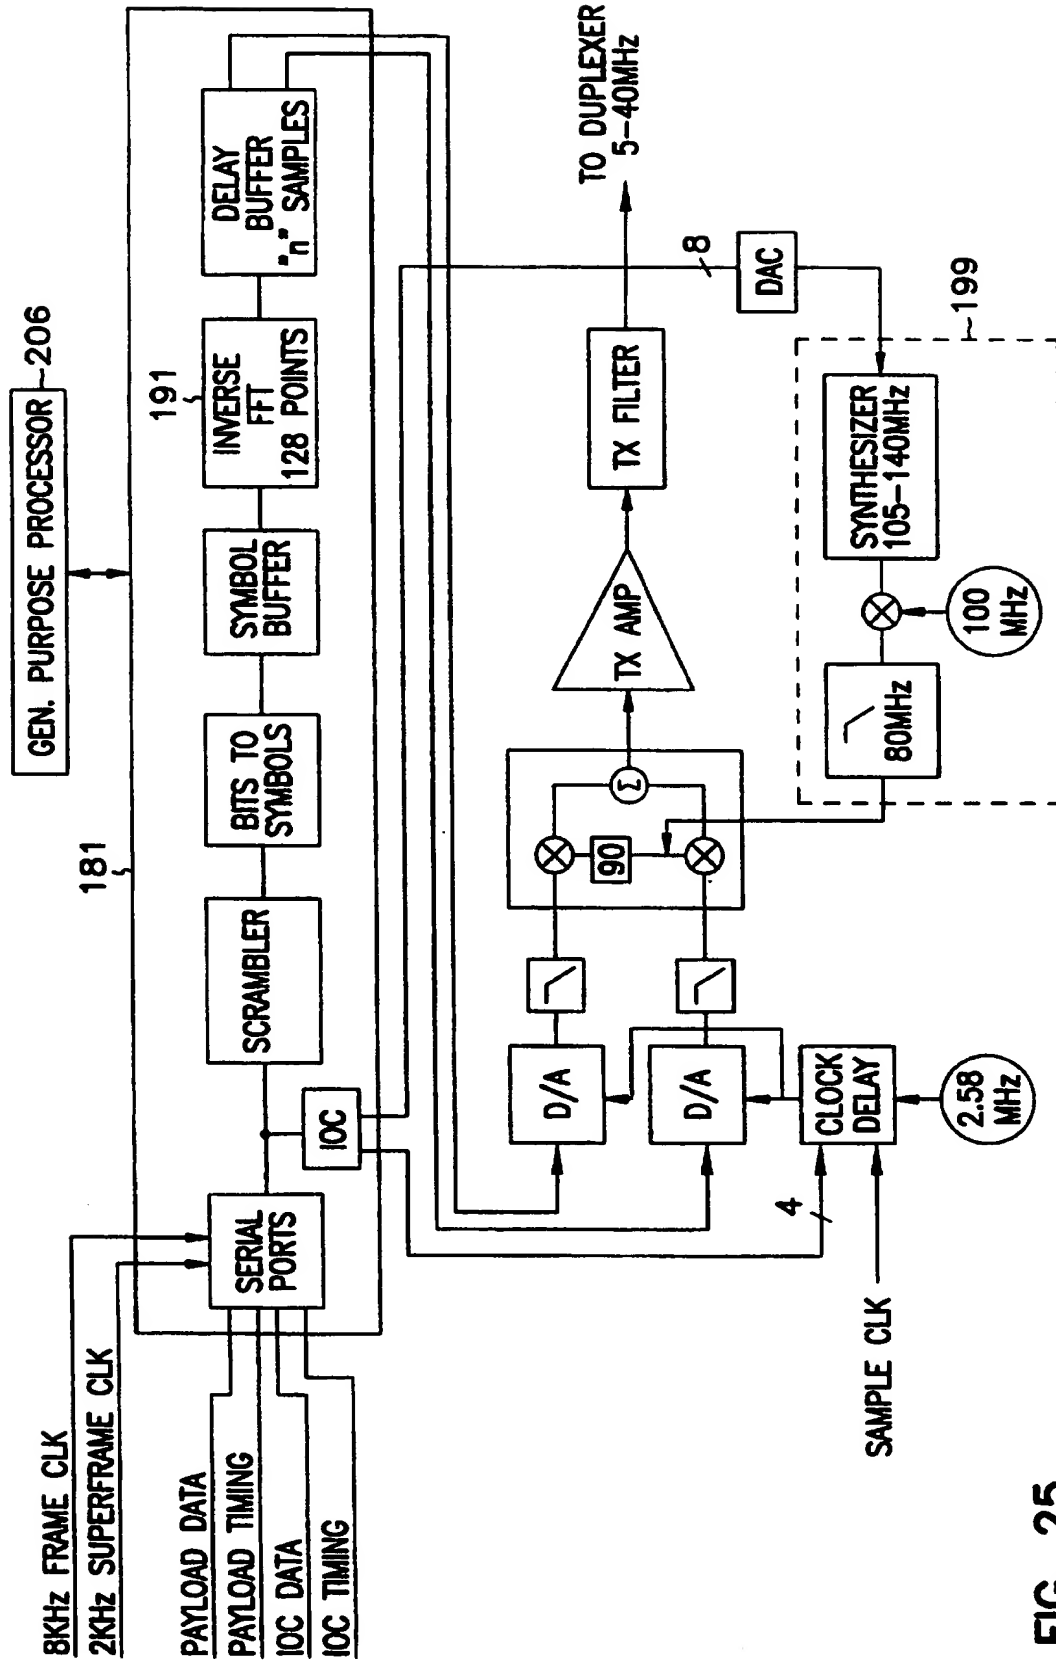 GEN. PURPOSE PROCESSOR
206
181
8KHz FRAME CLK
2KHz SUPERFRAME CLK
PAYLOAD DATA
PAYLOAD TIMING
IOC DATA
IOC TIMING
SERIAL
PORTS
IOC
SCRAMBLER
BITS TO
SYMBOLS
SYMBOL
BUFFER
191
INVERSE
FFT
128 POINTS
DELAY
BUFFER
"n" SAMPLES
D/A
D/A
90
Σ
TX AMP
TX FILTER
TO DUPLEXER
5-40MHz
4
SAMPLE CLK
CLOCK
DELAY
2.58
MHz
8
DAC
199
80MHz
100
MHz
SYNTHESIZER
105-140MHz
FIG. 25